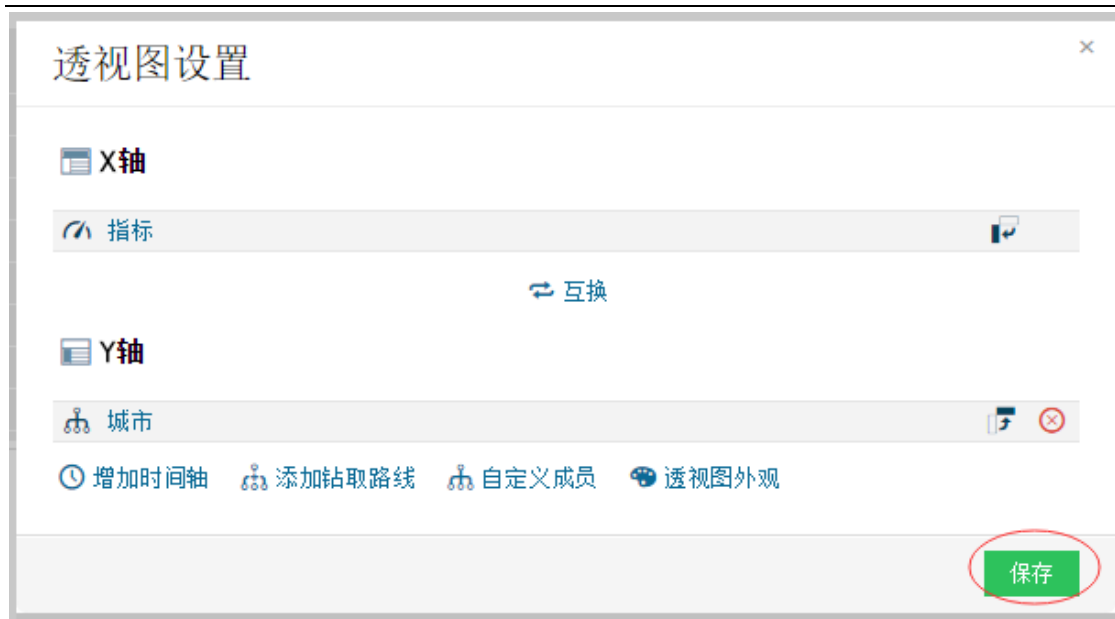 透视图设置
×
X轴
指标
互换
Y轴
城市
增加时间轴 添加钻取路线 自定义成员 透视图外观
保存